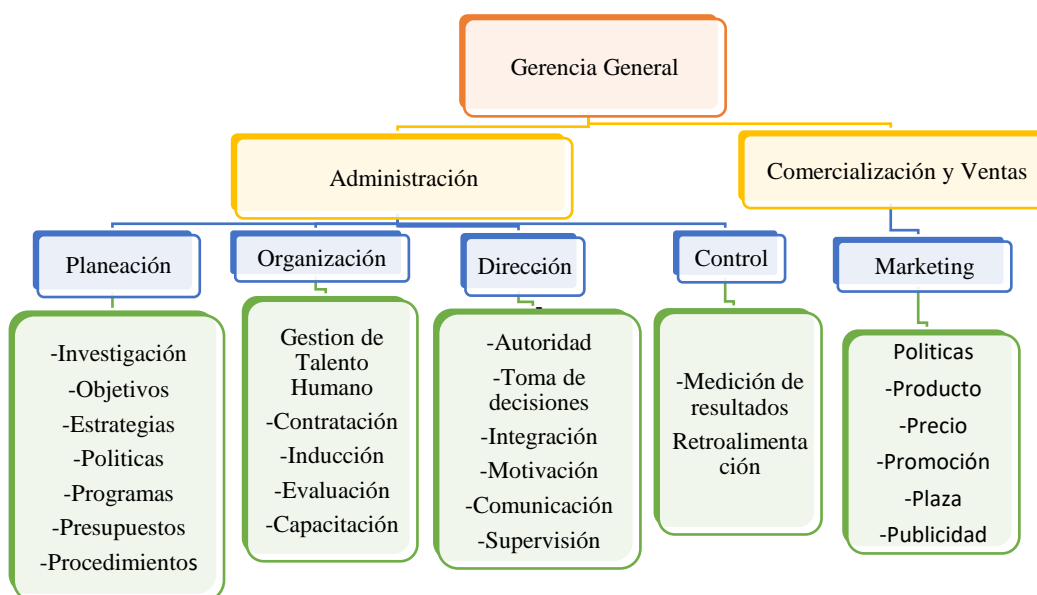 Gerencia General
Administración
Comercialización y Ventas
Planeación
Organización
Dirección
Control
Marketing
-Investigación
-Objetivos
-Estrategias
-Politicas
-Programas
-Presupuestos
-Procedimientos
Gestion de
Talento
Humano
-Contratación
-Inducción
-Evaluación
-Capacitación
-Autoridad
-Toma de
decisiones
-Integración
-Motivación
-Comunicación
-Supervisión
-Medición de
resultados
Retroalimenta
ción
Politicas
-Producto
-Precio
-Promoción
-Plaza
-Publicidad